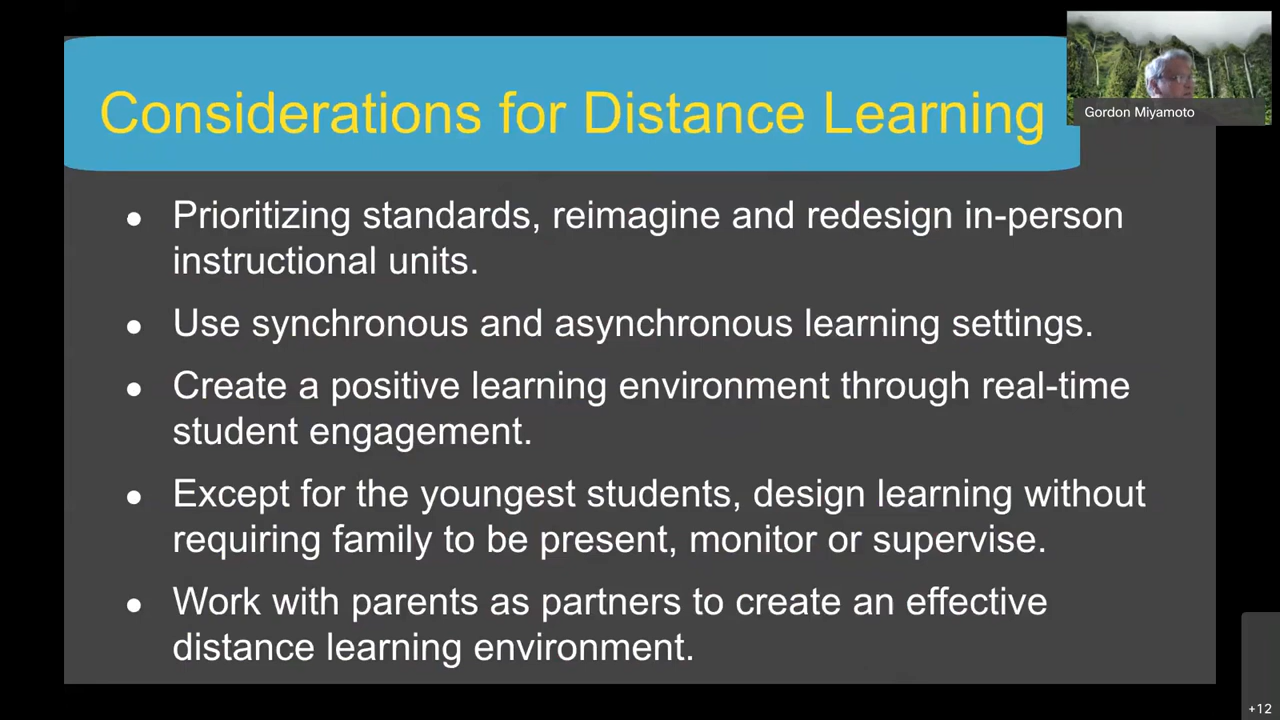 Considerations for Distance Learning
Gordon Miyamoto
● Prioritizing standards, reimagine and redesign in-person
instructional units.
● Use synchronous and asynchronous learning settings.
● Create a positive learning environment through real-time
student engagement.
● Except for the youngest students, design learning without
requiring family to be present, monitor or supervise.
● Work with parents as partners to create an effective
distance learning environment.
+12